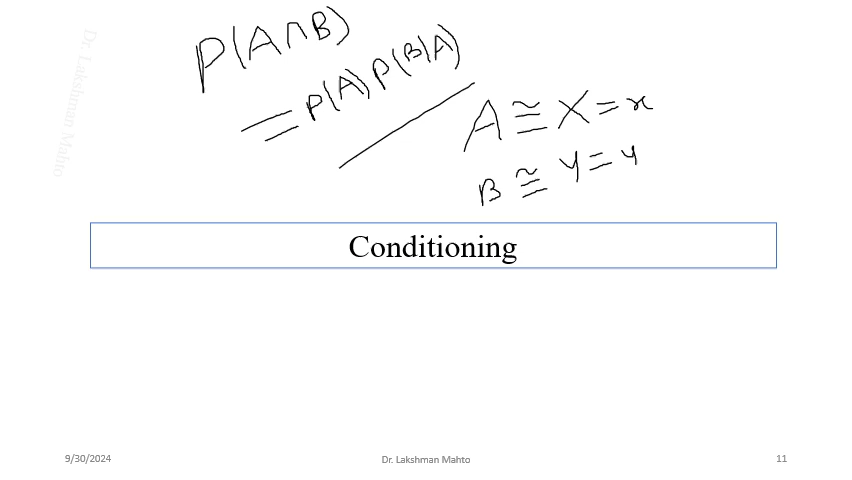 Dr. Lakshman Mahto
P(A∩B)
= P(A) P(B|A)
A ≅ X = x
B ≅ Y = y
Conditioning
9/30/2024 Dr. Lakshman Mahto 11